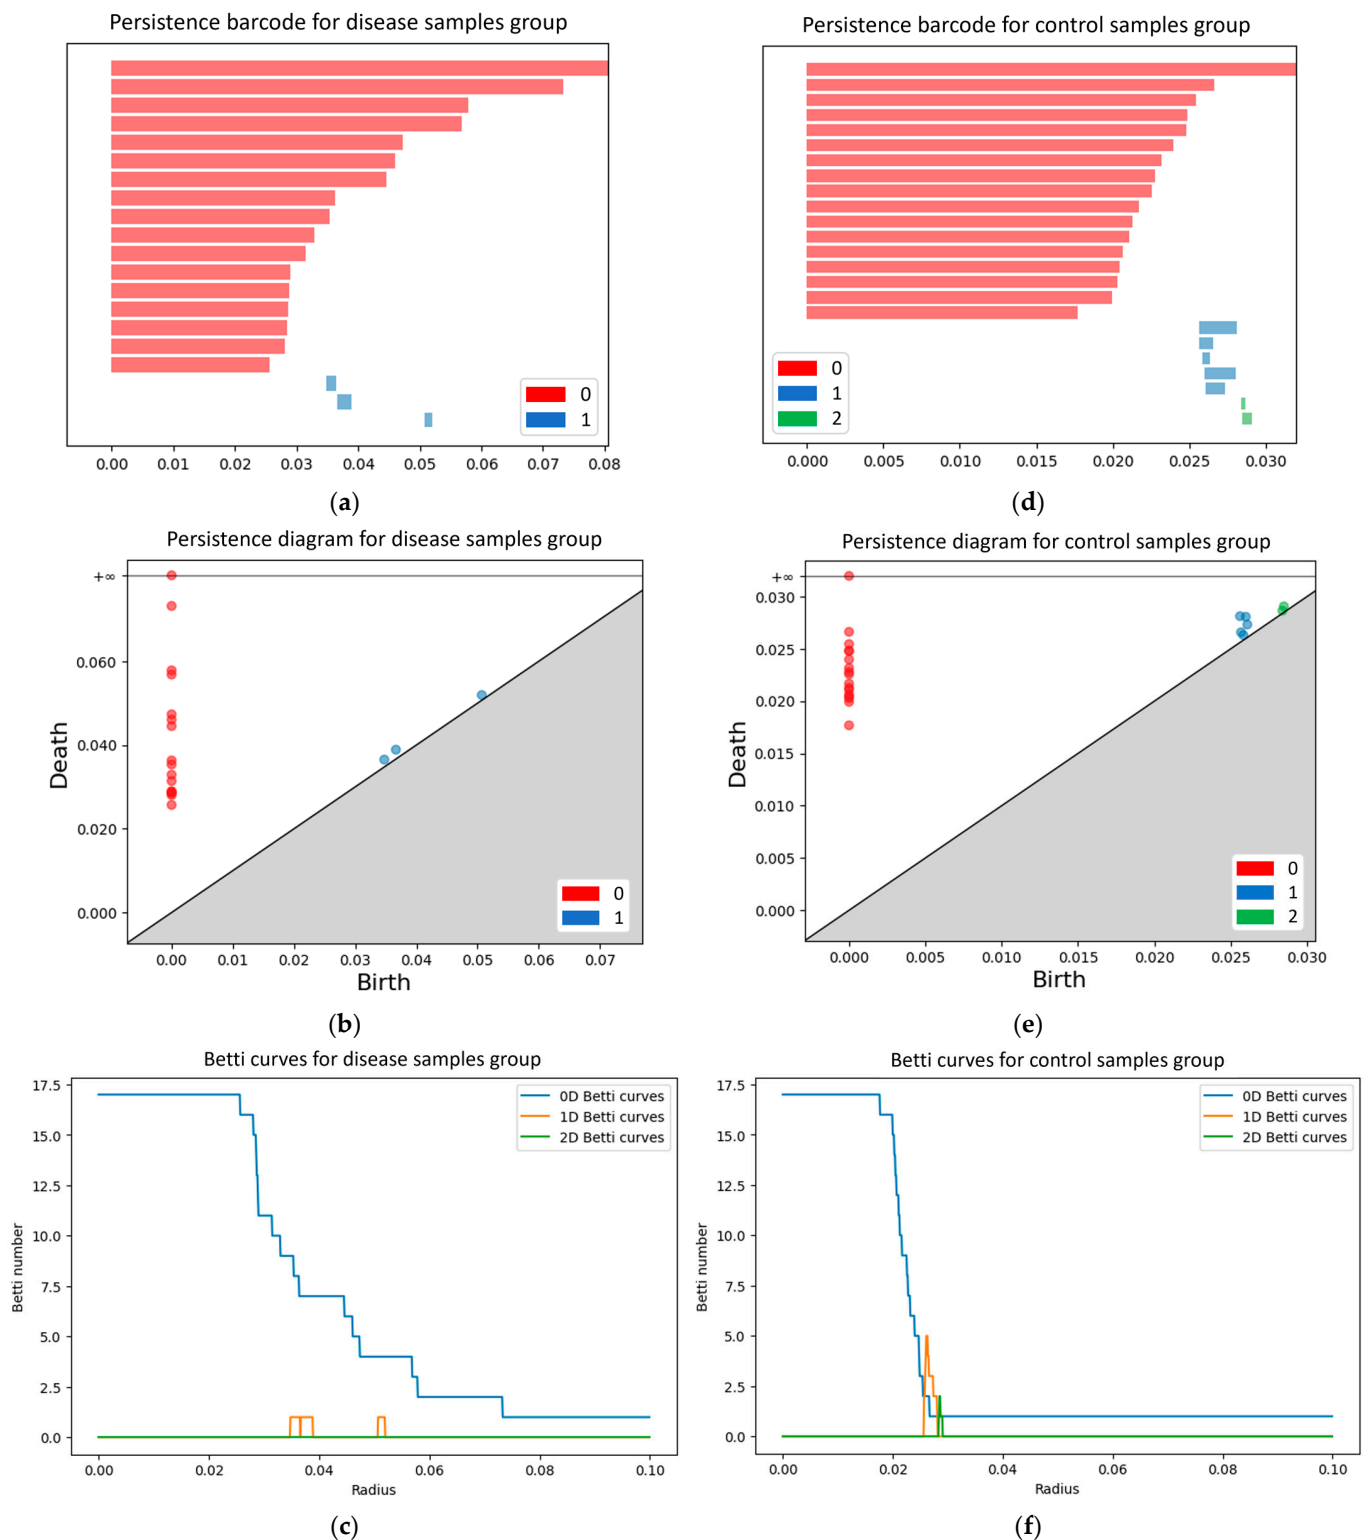 Persistence barcode for disease samples group
0
1
0.00 0.01 0.02 0.03 0.04 0.05 0.06 0.07 0.08
(a)
Persistence barcode for control samples group
0
1
2
0.000 0.005 0.010 0.015 0.020 0.025 0.030
(d)
Persistence diagram for disease samples group
+∞
0.060
0.040
0.020
0.000
Death
0
1
0.00 0.01 0.02 0.03 0.04 0.05 0.06 0.07
Birth
(b)
Persistence diagram for control samples group
+∞
0.030
0.025
0.020
0.015
0.010
0.005
0.000
Death
0
1
2
0.000 0.005 0.010 0.015 0.020 0.025 0.030
Birth
(e)
Betti curves for disease samples group
17.5
15.0
12.5
10.0
7.5
5.0
2.5
0.0
Betti number
0D Betti curves
1D Betti curves
2D Betti curves
0.00 0.02 0.04 0.06 0.08 0.10
Radius
(c)
Betti curves for control samples group
17.5
15.0
12.5
10.0
7.5
5.0
2.5
0.0
Betti number
0D Betti curves
1D Betti curves
2D Betti curves
0.00 0.02 0.04 0.06 0.08 0.10
Radius
(f)